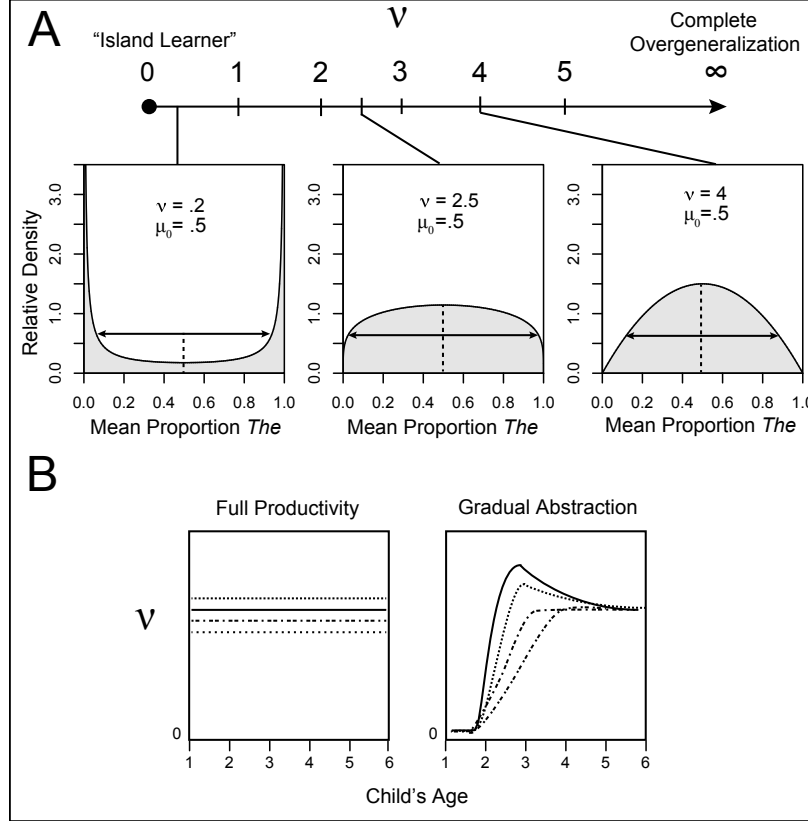 A
ν
"Island Learner"
Complete
Overgeneralization
0 1 2 3 4 5 ∞
Relative Density
0.0 1.0 2.0 3.0
ν = .2
μ0= .5
0.0 0.2 0.4 0.6 0.8 1.0
Mean Proportion The
0.0 1.0 2.0 3.0
ν = 2.5
μ0=.5
0.0 0.2 0.4 0.6 0.8 1.0
Mean Proportion The
0.0 1.0 2.0 3.0
ν = 4
μ0=.5
0.0 0.2 0.4 0.6 0.8 1.0
Mean Proportion The
B
Full Productivity
ν
0
1 2 3 4 5 6
Gradual Abstraction
0
1 2 3 4 5 6
Child's Age